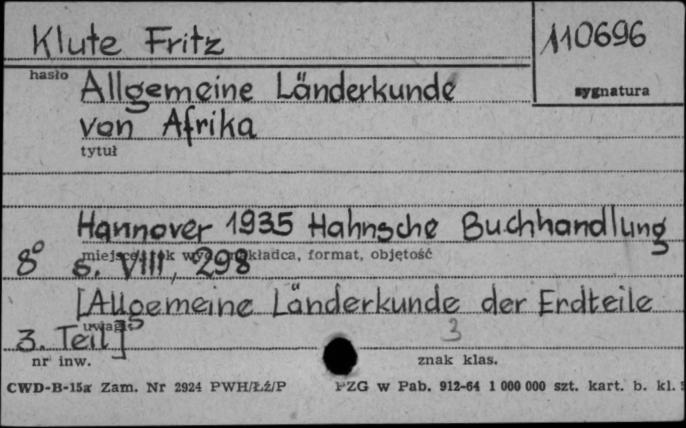 Klute Fritz
110696
hasło
sygnatura
Allgemeine Länderkunde
von Afrika
tytuł
Hannover 1935 Hahnsche Buchhandlung
miejsce, rok wyd., nakładca, format, objętość
8° s. VIII, 298
[Allgemeine Länderkunde der Erdteile
uwagi
3. Teil]
3
nr inw.
znak klas.
CWD-B-15a Zam. Nr 2924 PWH/Łź/P
PZG w Pab. 912-64 1 000 000 szt. kart. b. kl.